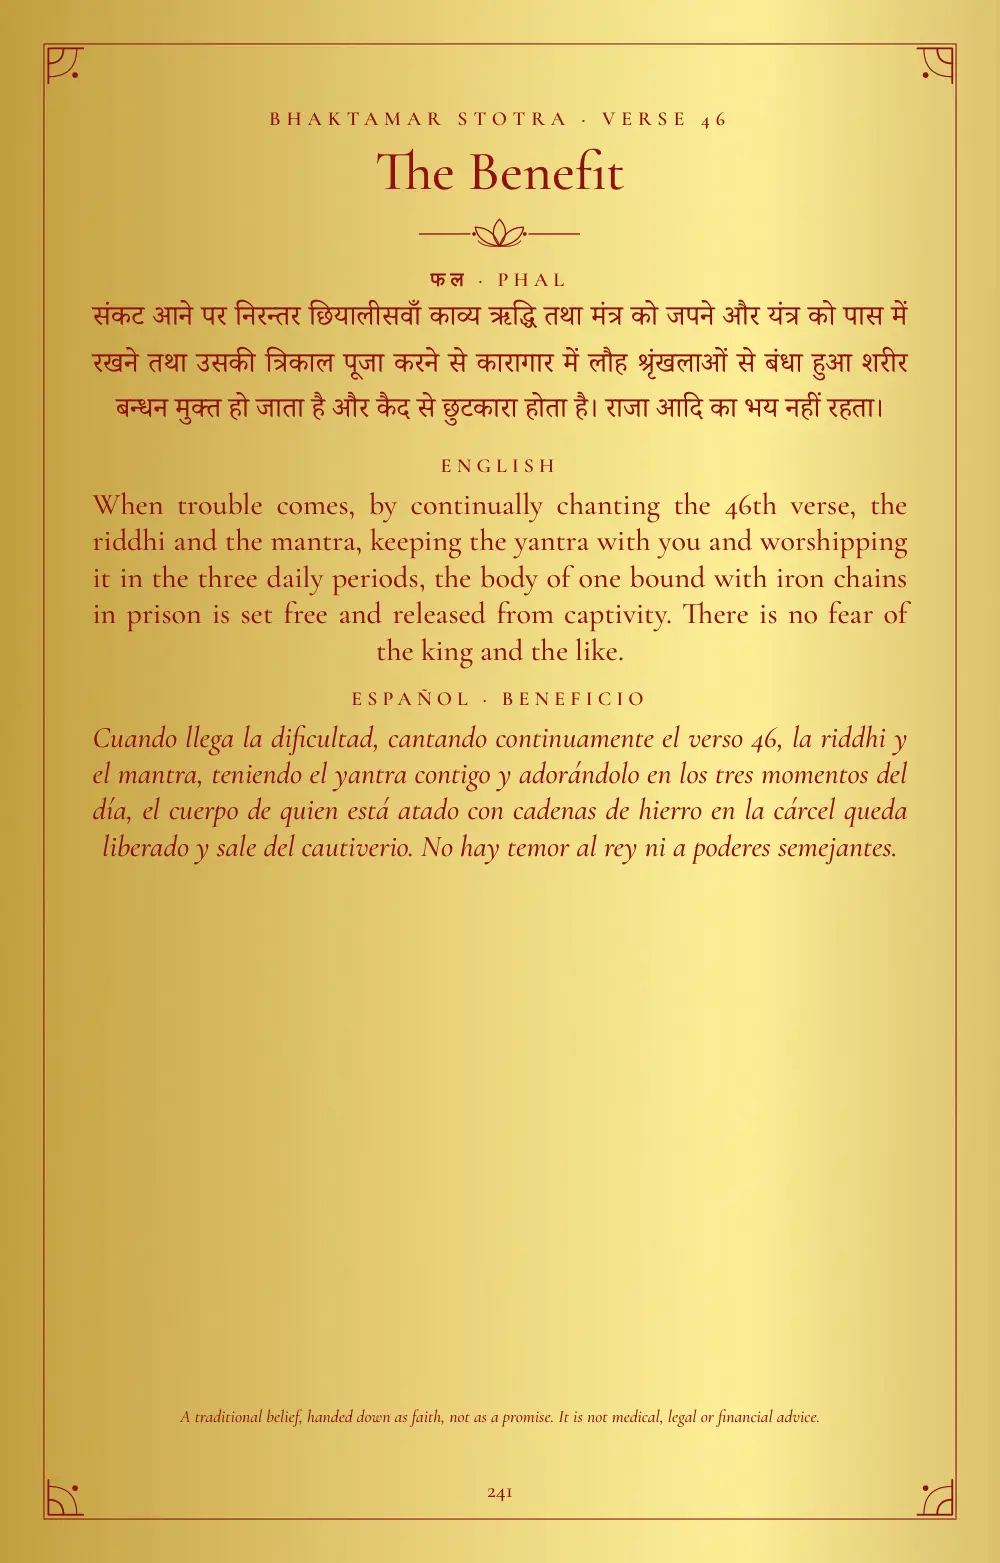 BHAKTAMAR STOTRA · VERSE 46
The Benefit
फल · PHAL
संकट आने पर निरन्तर छियालीसवाँ काव्य ऋद्धि तथा मंत्र को जपने और यंत्र को पास में
रखने तथा उसकी त्रिकाल पूजा करने से कारागार में लौह श्रृंखलाओं से बंधा हुआ शरीर
बन्धन मुक्त हो जाता है और कैद से छुटकारा होता है। राजा आदि का भय नहीं रहता।
ENGLISH
When trouble comes, by continually chanting the 46th verse, the
riddhi and the mantra, keeping the yantra with you and worshipping
it in the three daily periods, the body of one bound with iron chains
in prison is set free and released from captivity. There is no fear of
the king and the like.
ESPAÑOL · BENEFICIO
Cuando llega la dificultad, cantando continuamente el verso 46, la riddhi y
el mantra, teniendo el yantra contigo y adorándolo en los tres momentos del
día, el cuerpo de quien está atado con cadenas de hierro en la cárcel queda
liberado y sale del cautiverio. No hay temor al rey ni a poderes semejantes.
A traditional belief, handed down as faith, not as a promise. It is not medical, legal or financial advice.
241